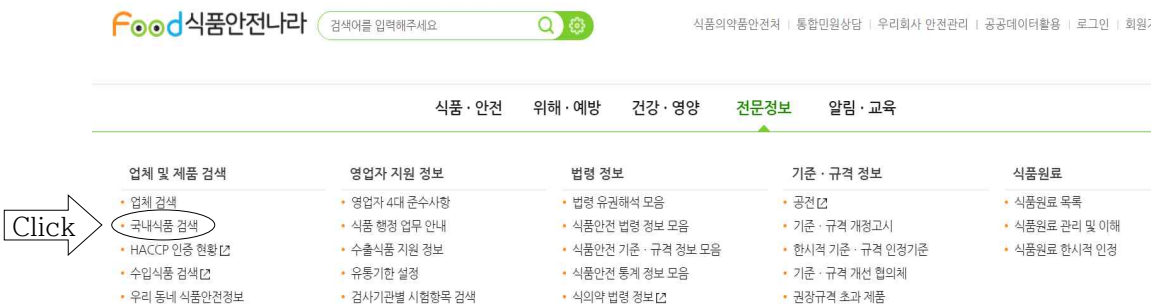 Food식품안전나라 검색어를 입력해주세요 식품의약품안전처 통합민원상담 우리회사 안전관리 공공데이터활용 로그인 회원가
식품·안전 위해·예방 건강·영양 전문정보 알림·교육
업체 및 제품 검색 영업자 지원 정보 법령 정보 기준·규격 정보 식품원료
• 업체 검색 • 영업자 4대 준수사항 • 법령 유권해석 모음 • 공전 • 식품원료 목록
Click • 국내식품 검색 • 식품 행정 업무 안내 • 식품안전 법령 정보 모음 • 기준·규격 개정고시 • 식품원료 관리 및 이해
• HACCP 인증 현황 • 수출식품 지원 정보 • 식품안전 기준·규격 정보 모음 • 한시적 기준·규격 인정기준 • 식품원료 한시적 인정
• 수입식품 검색 • 유통기한 설정 • 식품안전 통계 정보 모음 • 기준·규격 개선 협의체
• 우리 동네 식품안전정보 • 검사기관별 시험항목 검색 • 식의약 법령 정보 • 권장규격 초과 제품